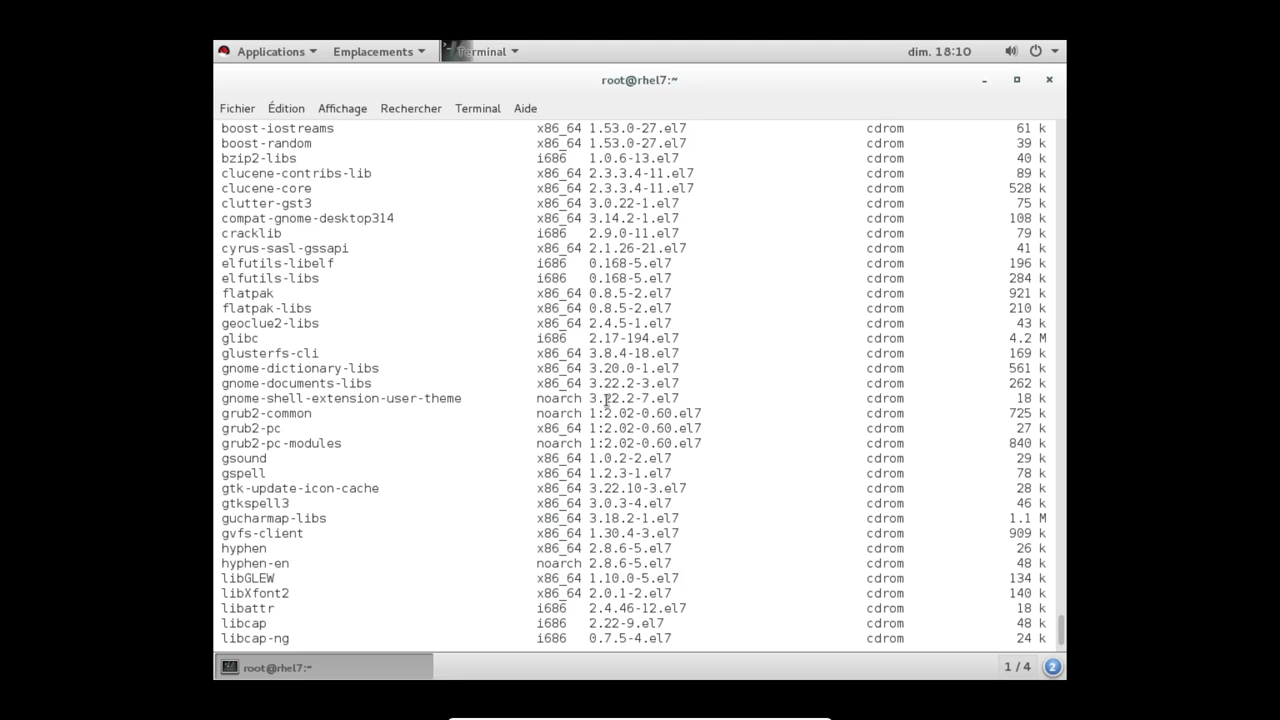 Applications Emplacements Terminal dim. 18:10
root@rhel7:~
Fichier Édition Affichage Rechercher Terminal Aide
boost-iostreams x86_64 1.53.0-27.el7 cdrom 61 k
boost-random x86_64 1.53.0-27.el7 cdrom 39 k
bzip2-libs i686 1.0.6-13.el7 cdrom 40 k
clucene-contribs-lib x86_64 2.3.3.4-11.el7 cdrom 89 k
clucene-core x86_64 2.3.3.4-11.el7 cdrom 528 k
clutter-gst3 x86_64 3.0.22-1.el7 cdrom 75 k
compat-gnome-desktop314 x86_64 3.14.2-1.el7 cdrom 108 k
cracklib i686 2.9.0-11.el7 cdrom 79 k
cyrus-sasl-gssapi x86_64 2.1.26-21.el7 cdrom 41 k
elfutils-libelf i686 0.168-5.el7 cdrom 196 k
elfutils-libs i686 0.168-5.el7 cdrom 284 k
flatpak x86_64 0.8.5-2.el7 cdrom 921 k
flatpak-libs x86_64 0.8.5-2.el7 cdrom 210 k
geoclue2-libs x86_64 2.4.5-1.el7 cdrom 43 k
glibc i686 2.17-194.el7 cdrom 4.2 M
glusterfs-cli x86_64 3.8.4-18.el7 cdrom 169 k
gnome-dictionary-libs x86_64 3.20.0-1.el7 cdrom 561 k
gnome-documents-libs x86_64 3.22.2-3.el7 cdrom 262 k
gnome-shell-extension-user-theme noarch 3.22.2-7.el7 cdrom 18 k
grub2-common noarch 1:2.02-0.60.el7 cdrom 725 k
grub2-pc x86_64 1:2.02-0.60.el7 cdrom 27 k
grub2-pc-modules noarch 1:2.02-0.60.el7 cdrom 840 k
gsound x86_64 1.0.2-2.el7 cdrom 29 k
gspell x86_64 1.2.3-1.el7 cdrom 78 k
gtk-update-icon-cache x86_64 3.22.10-3.el7 cdrom 28 k
gtkspell3 x86_64 3.0.3-4.el7 cdrom 46 k
gucharmap-libs x86_64 3.18.2-1.el7 cdrom 1.1 M
gvfs-client x86_64 1.30.4-3.el7 cdrom 909 k
hyphen x86_64 2.8.6-5.el7 cdrom 26 k
hyphen-en noarch 2.8.6-5.el7 cdrom 48 k
libGLEW x86_64 1.10.0-5.el7 cdrom 134 k
libXfont2 x86_64 2.0.1-2.el7 cdrom 140 k
libattr i686 2.4.46-12.el7 cdrom 18 k
libcap i686 2.22-9.el7 cdrom 48 k
libcap-ng i686 0.7.5-4.el7 cdrom 24 k
root@rhel7:~ 1 / 4 2